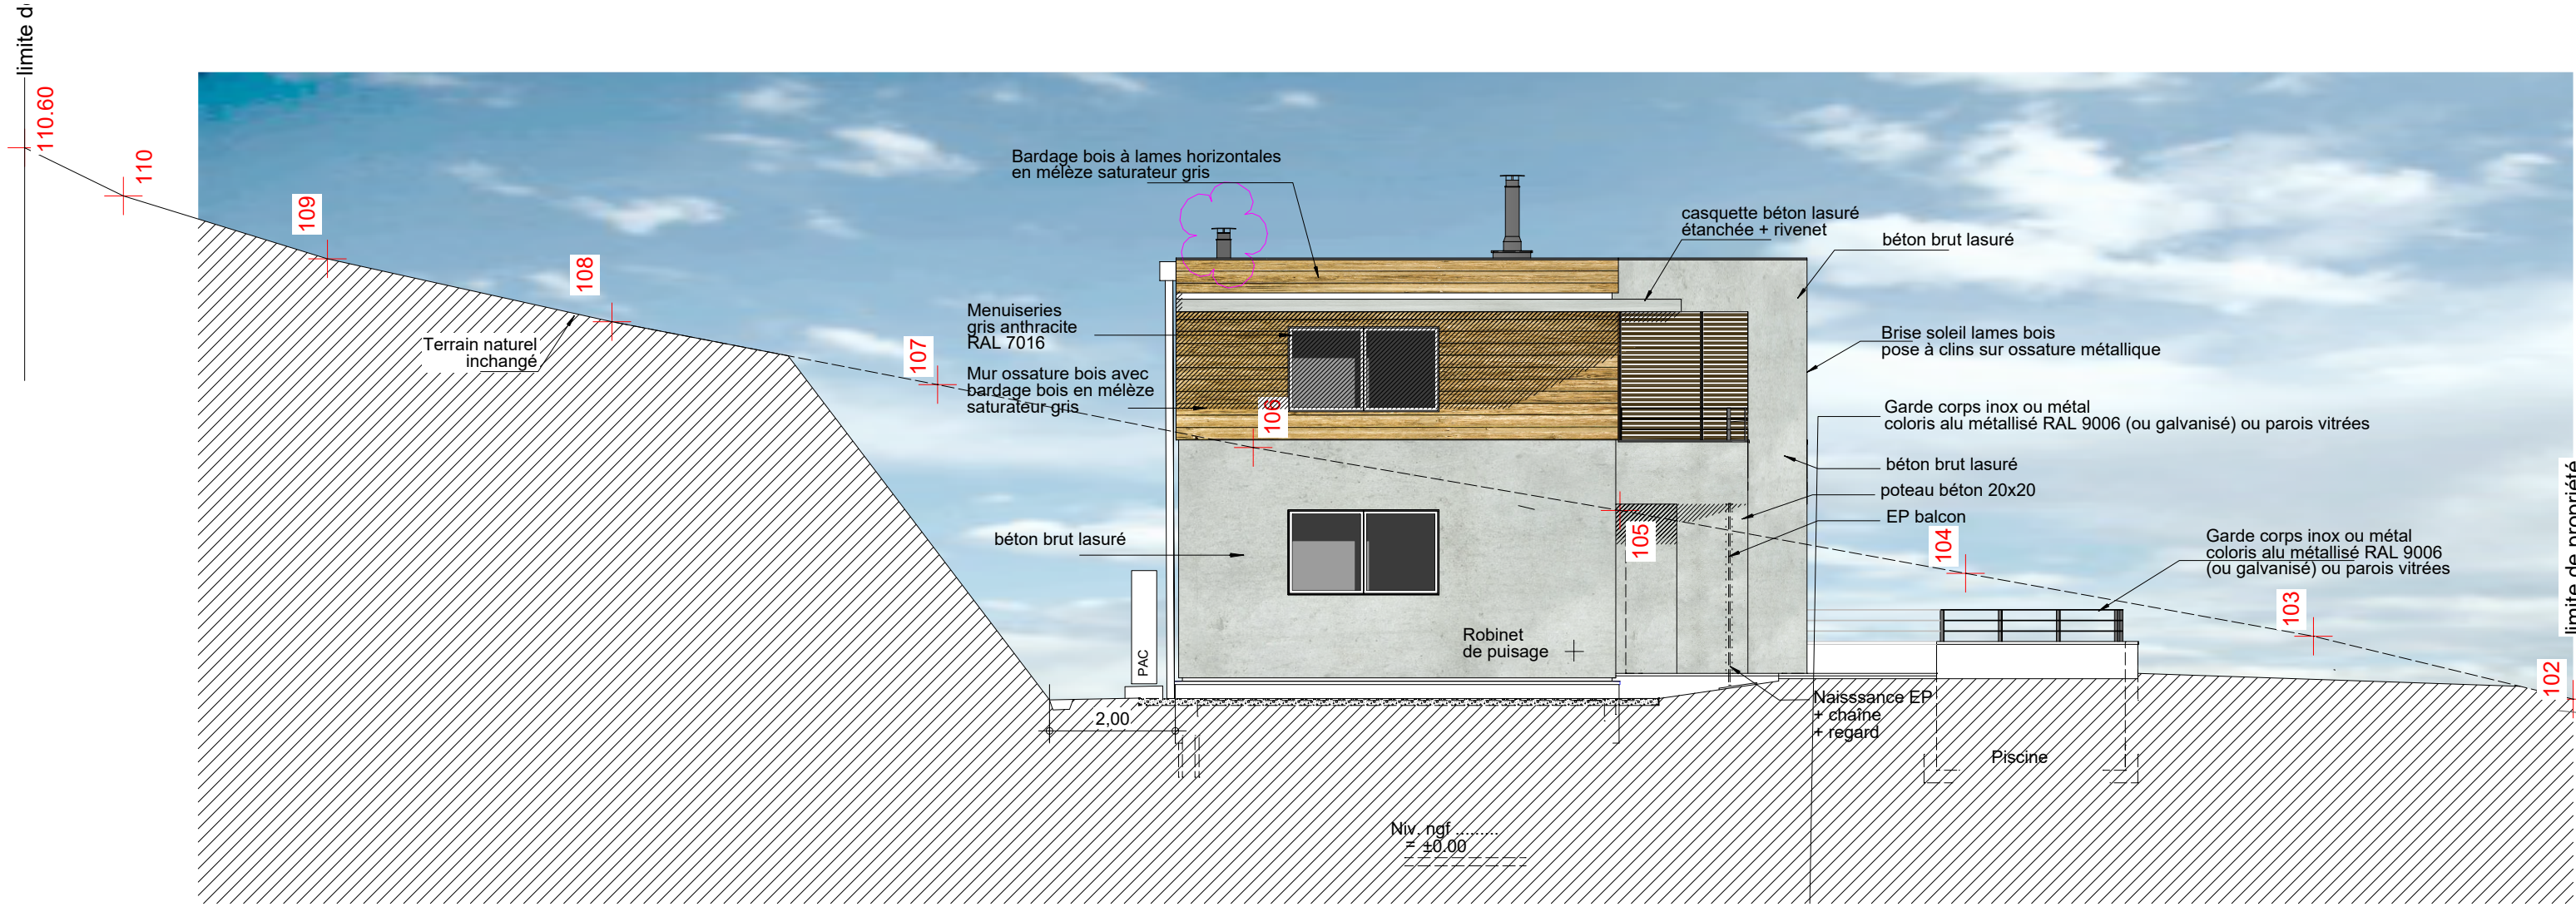 limite d
110.60
110
109
108
107
106
105
104
103
102
Bardage bois à lames horizontales
en mélèze saturateur gris
casquette béton lasuré
étanchée + rivenet
béton brut lasuré
Menuiseries
gris anthracite
RAL 7016
Terrain naturel
inchangé
Mur ossature bois avec
bardage bois en mélèze
saturateur gris
Brise soleil lames bois
pose à clins sur ossature métallique
Garde corps inox ou métal
coloris alu métallisé RAL 9006 (ou galvanisé) ou parois vitrées
béton brut lasuré
poteau béton 20x20
EP balcon
béton brut lasuré
Garde corps inox ou métal
coloris alu métallisé RAL 9006
(ou galvanisé) ou parois vitrées
limite de propriété
Robinet
de puisage
PAC
2,00
Naisssance EP
+ chaîne
+ regard
Piscine
Niv. ngf .........
= ±0.00